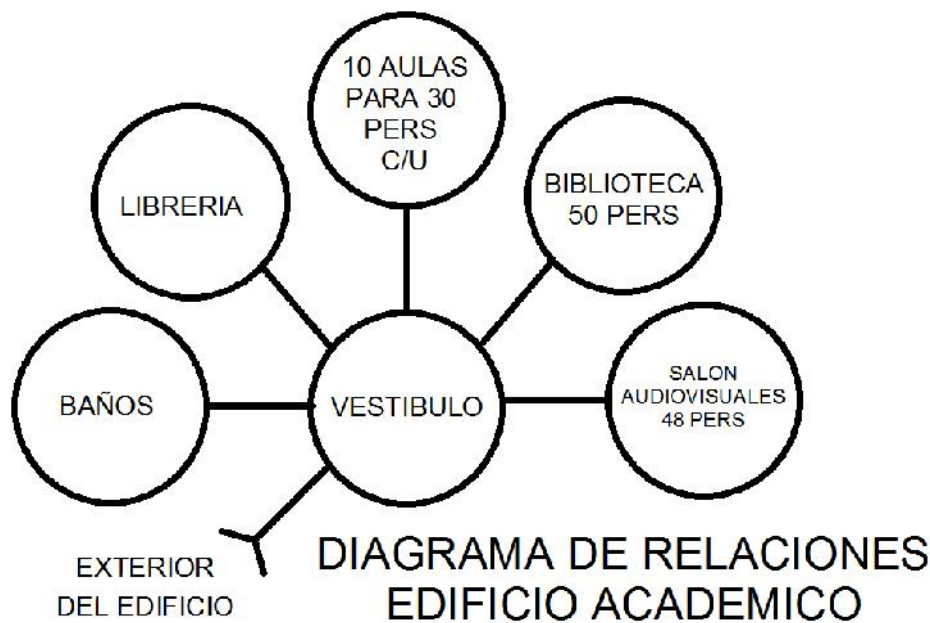 10 AULAS
PARA 30
PERS
C/U
LIBRERIA
BIBLIOTECA
50 PERS
BAÑOS
VESTIBULO
SALON
AUDIOVISUALES
48 PERS
EXTERIOR
DEL EDIFICIO
DIAGRAMA DE RELACIONES
EDIFICIO ACADEMICO